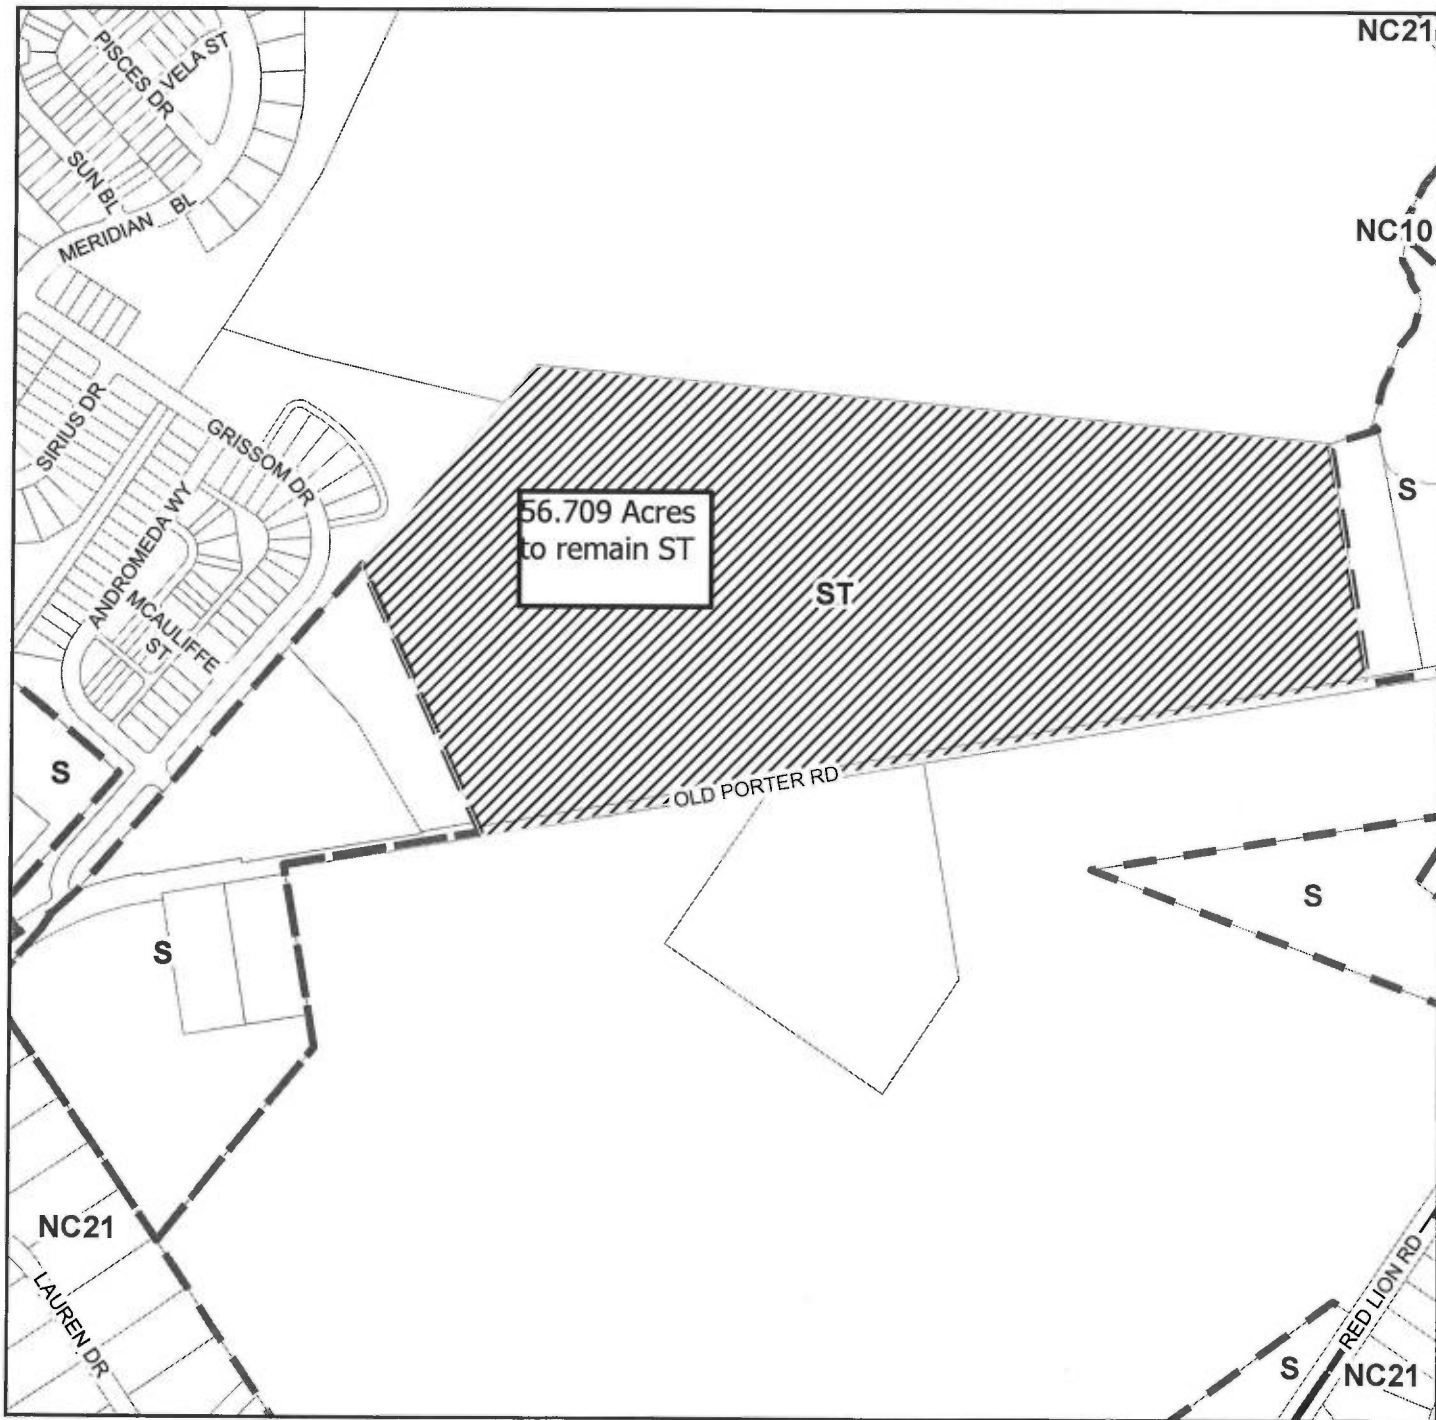 NC21
PISCES DR
VELA ST
SUN BL
MERIDIAN BL
NC10
SIRIUS DR
GRISSOM DR
ANDROMEDA WY
MCAULIFFE
ST
56.709 Acres
to remain ST
ST
S
S
OLD PORTER RD
S
S
NC21
LAUREN DR
RED LION RD
S
NC21